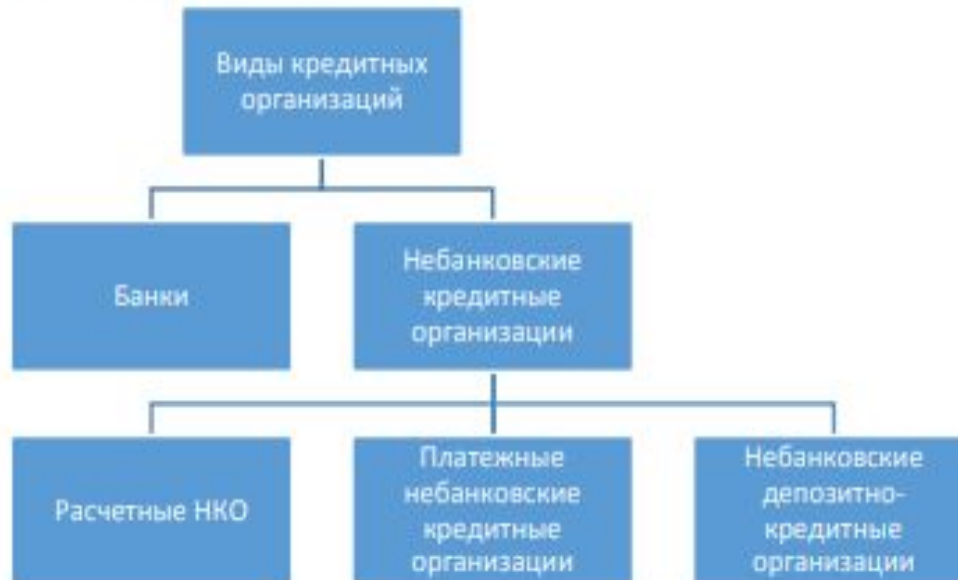 Виды кредитных
организаций
Банки
Небанковские
кредитные
организации
Расчетные НКО
Платежные
небанковские
кредитные
организации
Небанковские
депозитно-
кредитные
организации